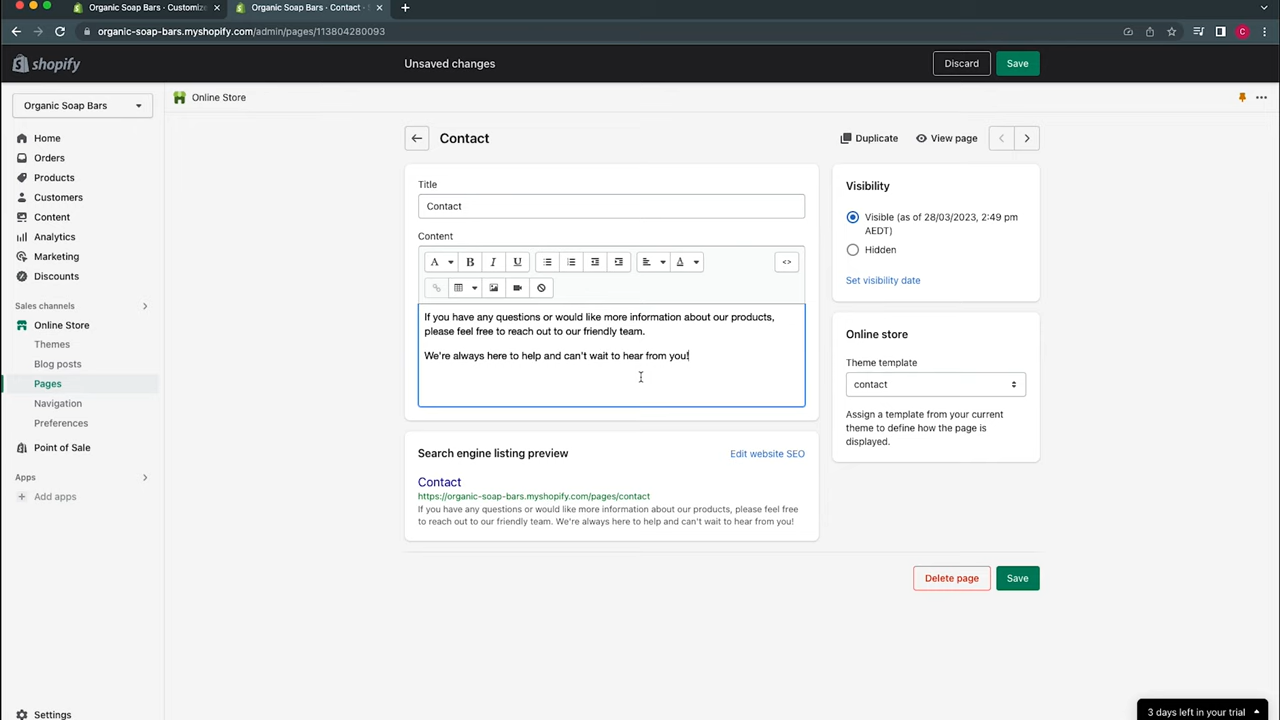 Organic Soap Bars · Customize
Organic Soap Bars · Contact ·
organic-soap-bars.myshopify.com/admin/pages/113804280093
C
shopify
Unsaved changes
Discard
Save
Organic Soap Bars
Online Store
Home
Orders
Products
Customers
Content
Analytics
Marketing
Discounts
Sales channels
Online Store
Themes
Blog posts
Pages
Navigation
Preferences
Point of Sale
Apps
Add apps
Settings
Contact
Duplicate
View page
Title
Contact
Content
A
B
I
U
A
<>
If you have any questions or would like more information about our products,
please feel free to reach out to our friendly team.
We're always here to help and can't wait to hear from you!
Search engine listing preview
Edit website SEO
Contact
https://organic-soap-bars.myshopify.com/pages/contact
If you have any questions or would like more information about our products, please feel free
to reach out to our friendly team. We're always here to help and can't wait to hear from you!
Visibility
Visible (as of 28/03/2023, 2:49 pm
AEDT)
Hidden
Set visibility date
Online store
Theme template
contact
Assign a template from your current
theme to define how the page is
displayed.
Delete page
Save
3 days left in your trial